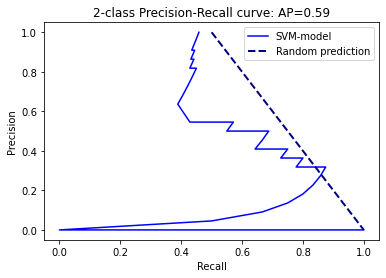 2-class Precision-Recall curve: AP=0.59
SVM-model
Random prediction
Precision
1.0
0.8
0.6
0.4
0.2
0.0
0.0 0.2 0.4 0.6 0.8 1.0
Recall